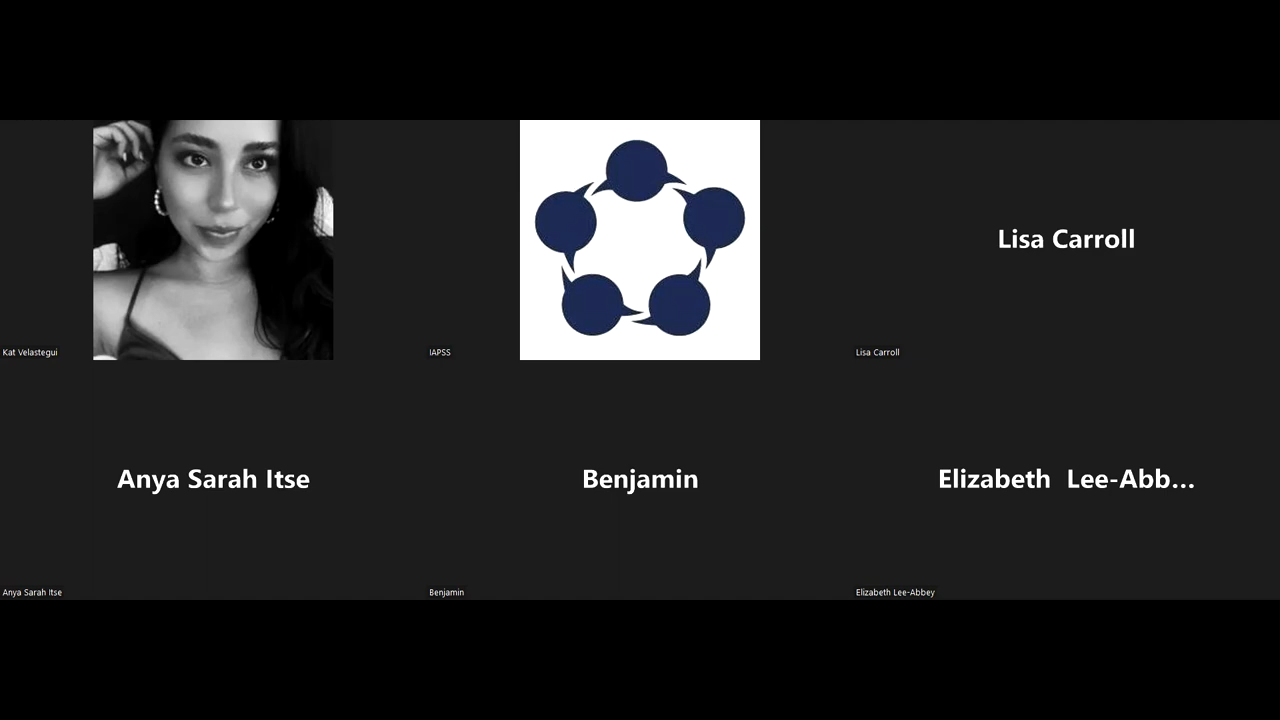 Kat Velastegui
IAPSS
Lisa Carroll
Lisa Carroll
Anya Sarah Itse
Benjamin
Elizabeth Lee-Abb...
Anya Sarah Itse
Benjamin
Elizabeth Lee-Abbey